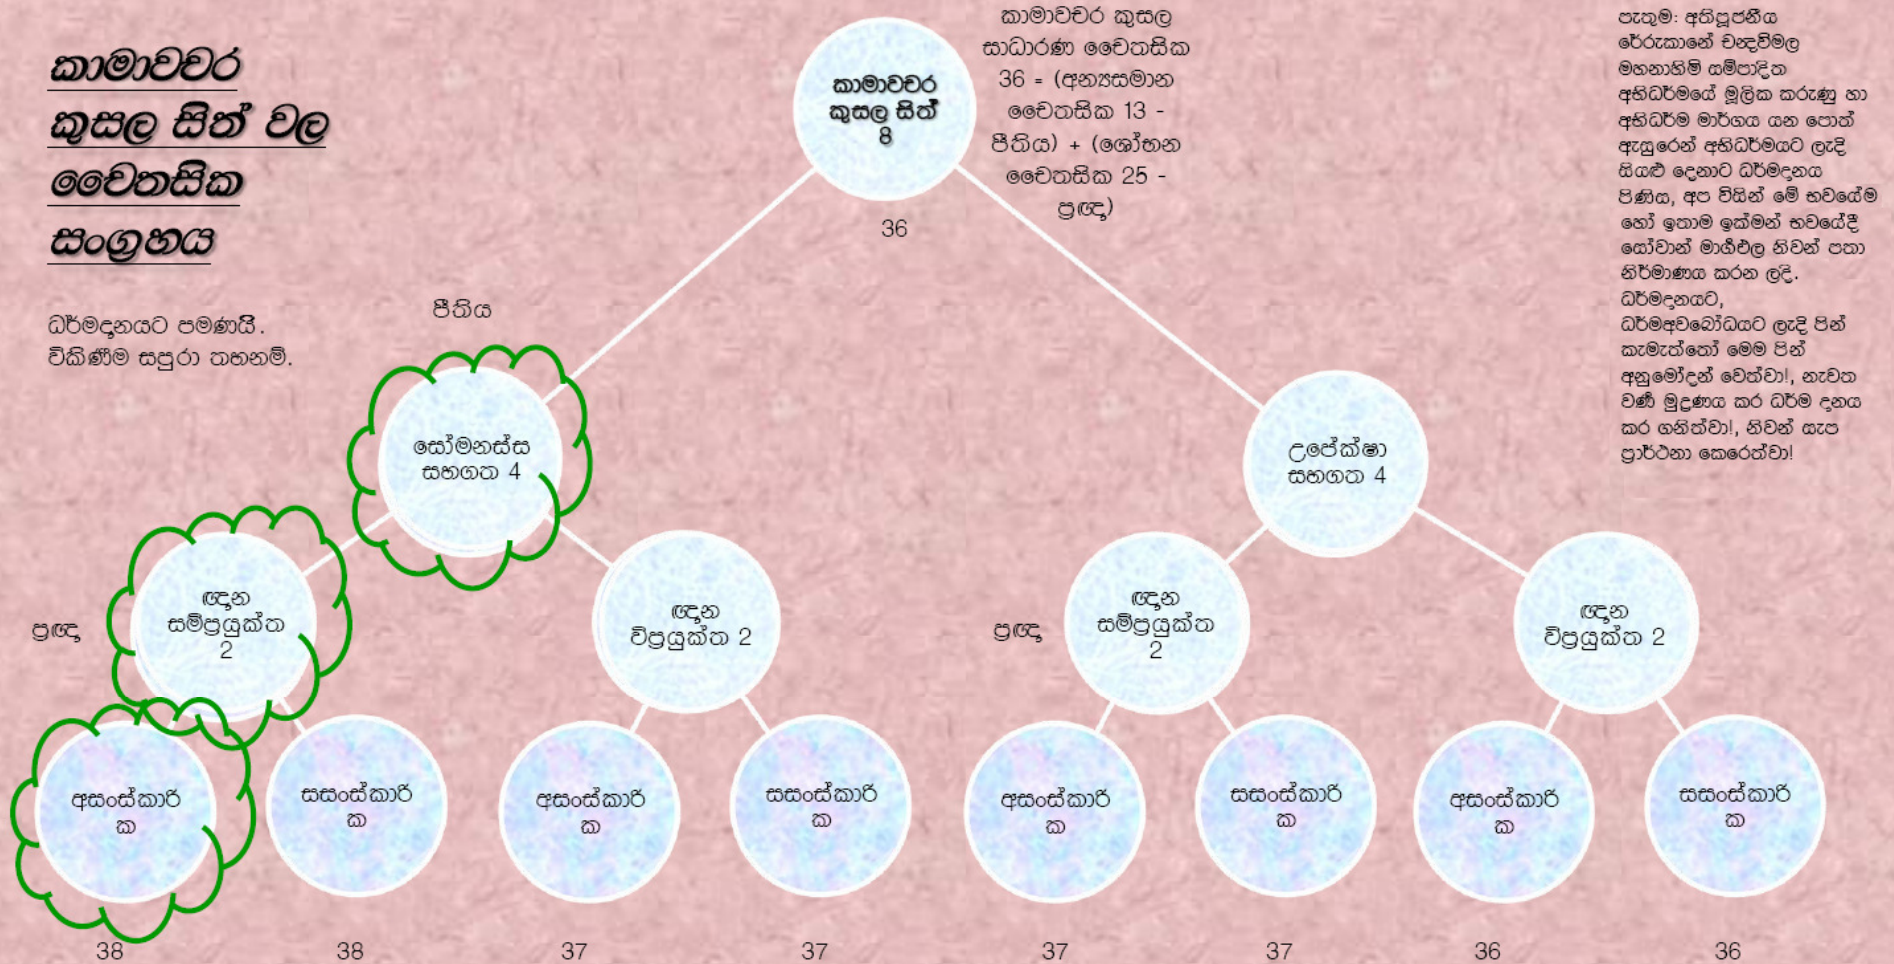 කාමාවචර
කුසල සිත් වල
චෛතසික
සංග්‍රහය
ධර්මදානයට පමණයි.
විකිණීම සපුරා තහනම්.
කාමාවචර
කුසල සිත්
8
36
කාමාවචර කුසල
සාධාරණ චෛතසික
36 = (අන්‍යසමාන
චෛතසික 13 -
පීතිය) + (ශෝභන
චෛතසික 25 -
ප්‍රඥා)
පැතුම: අතිපූජනීය
රේරුකානේ චන්දවිමල
මහනාහිමි සම්පාදිත
අභිධර්මයේ මූලික කරුණු හා
අභිධර්ම මාර්ගය යන පොත්
ඇසුරෙන් අභිධර්මයට ලැදි
සියළු දෙනාට ධර්මදානය
පිණිස, අප විසින් මේ භවයේම
හෝ ඉතාම ඉක්මන් භවයේදී
සෝවාන් මාර්ගඵල නිවන් පතා
නිර්මාණය කරන ලදි.
ධර්මදානයට,
ධර්මඅවබෝධයට ලැදි පින්
කැමැත්තෝ මෙම පින්
අනුමෝදන් වෙත්වා!, නැවත
වර්ණ මුද්‍රණය කර ධර්ම දානය
කර ගනිත්වා!, නිවන් සැප
ප්‍රාර්ථනා කෙරෙත්වා!
පීතිය
සෝමනස්ස
සහගත 4
උපේක්ෂා
සහගත 4
ප්‍රඥා
ඥාන
සම්ප්‍රයුක්ත
2
ඥාන
විප්‍රයුක්ත 2
ප්‍රඥා
ඥාන
සම්ප්‍රයුක්ත
2
ඥාන
විප්‍රයුක්ත 2
අසංස්කාරි
ක
සසංස්කාරි
ක
අසංස්කාරි
ක
සසංස්කාරි
ක
අසංස්කාරි
ක
සසංස්කාරි
ක
අසංස්කාරි
ක
සසංස්කාරි
ක
38 38 37 37 37 37 36 36